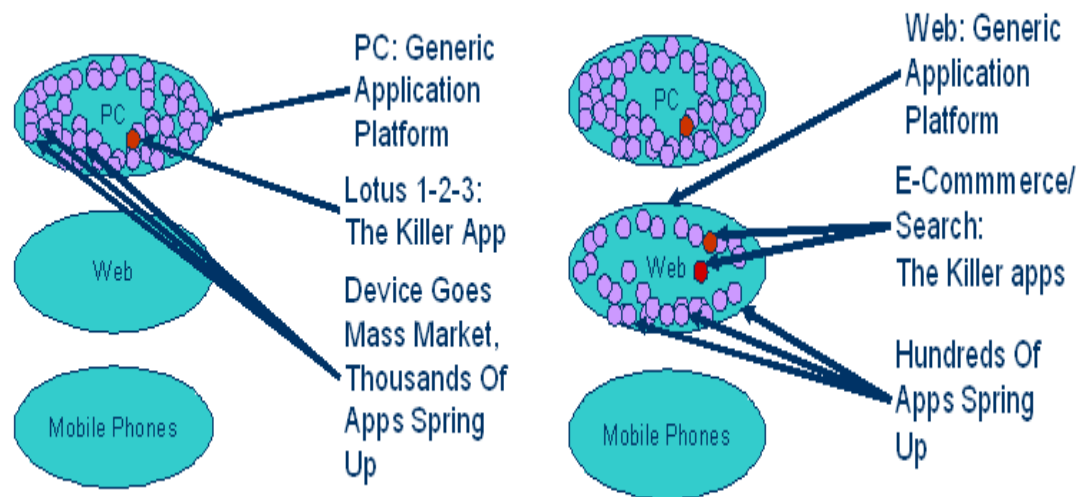 PC: Generic
Application
Platform
PC
Lotus 1-2-3:
The Killer App
Web
Device Goes
Mass Market,
Thousands Of
Apps Spring
Up
Mobile Phones
Web: Generic
Application
Platform
PC
E-Commmerce/
Search:
The Killer apps
Web
Hundreds Of
Apps Spring
Up
Mobile Phones